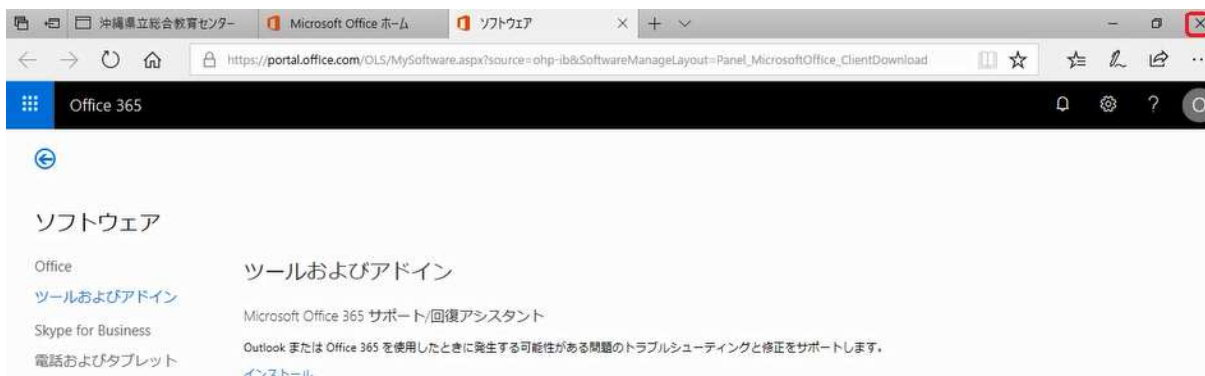 沖縄県立総合教育センター
Microsoft Office ホーム
ソフトウェア
https://portal.office.com/OLS/MySoftware.aspx?source=ohp-ib&SoftwareManageLayout=Panel_MicrosoftOffice_ClientDownload
Office 365
ソフトウェア
Office
ツールおよびアドイン
Skype for Business
電話およびタブレット
ツールおよびアドイン
Microsoft Office 365 サポート/回復アシスタント
Outlook または Office 365 を使用したときに発生する可能性がある問題のトラブルシューティングと修正をサポートします。
インストール